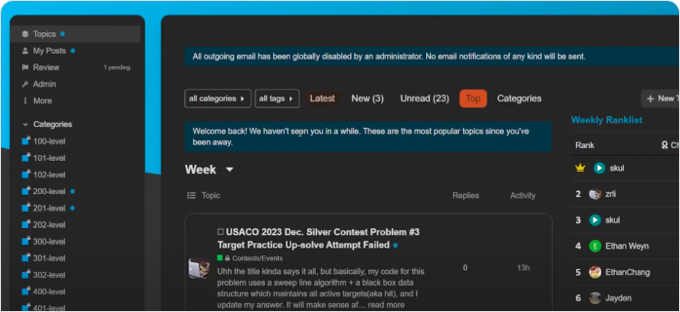 Topics
My Posts
Review
1 pending
Admin
More
Categories
100-level
101-level
102-level
200-level
201-level
202-level
300-level
301-level
302-level
400-level
401-level
All outgoing email has been globally disabled by an administrator. No email notifications of any kind will be sent.
all categories
all tags
Latest
New (3)
Unread (23)
Top
Categories
New T
Welcome back! We haven't seen you in a while. These are the most popular topics since you've
been away.
Week
Topic
Replies
Activity
USACO 2023 Dec. Silver Contest Problem #3
Target Practice Up-solve Attempt Failed
Contests/Events
Uhh the title kinda says it all, but basically, my code for this
problem uses a sweep line algorithm + a black box data
structure which maintains all active targets(aka hit), and I
update my answer. It will make sense af... read more
0
13h
Weekly Ranklist
Rank
Ch
skul
2 zrli
3 skul
4 Ethan Weyn
5 EthanChang
6 Jayden